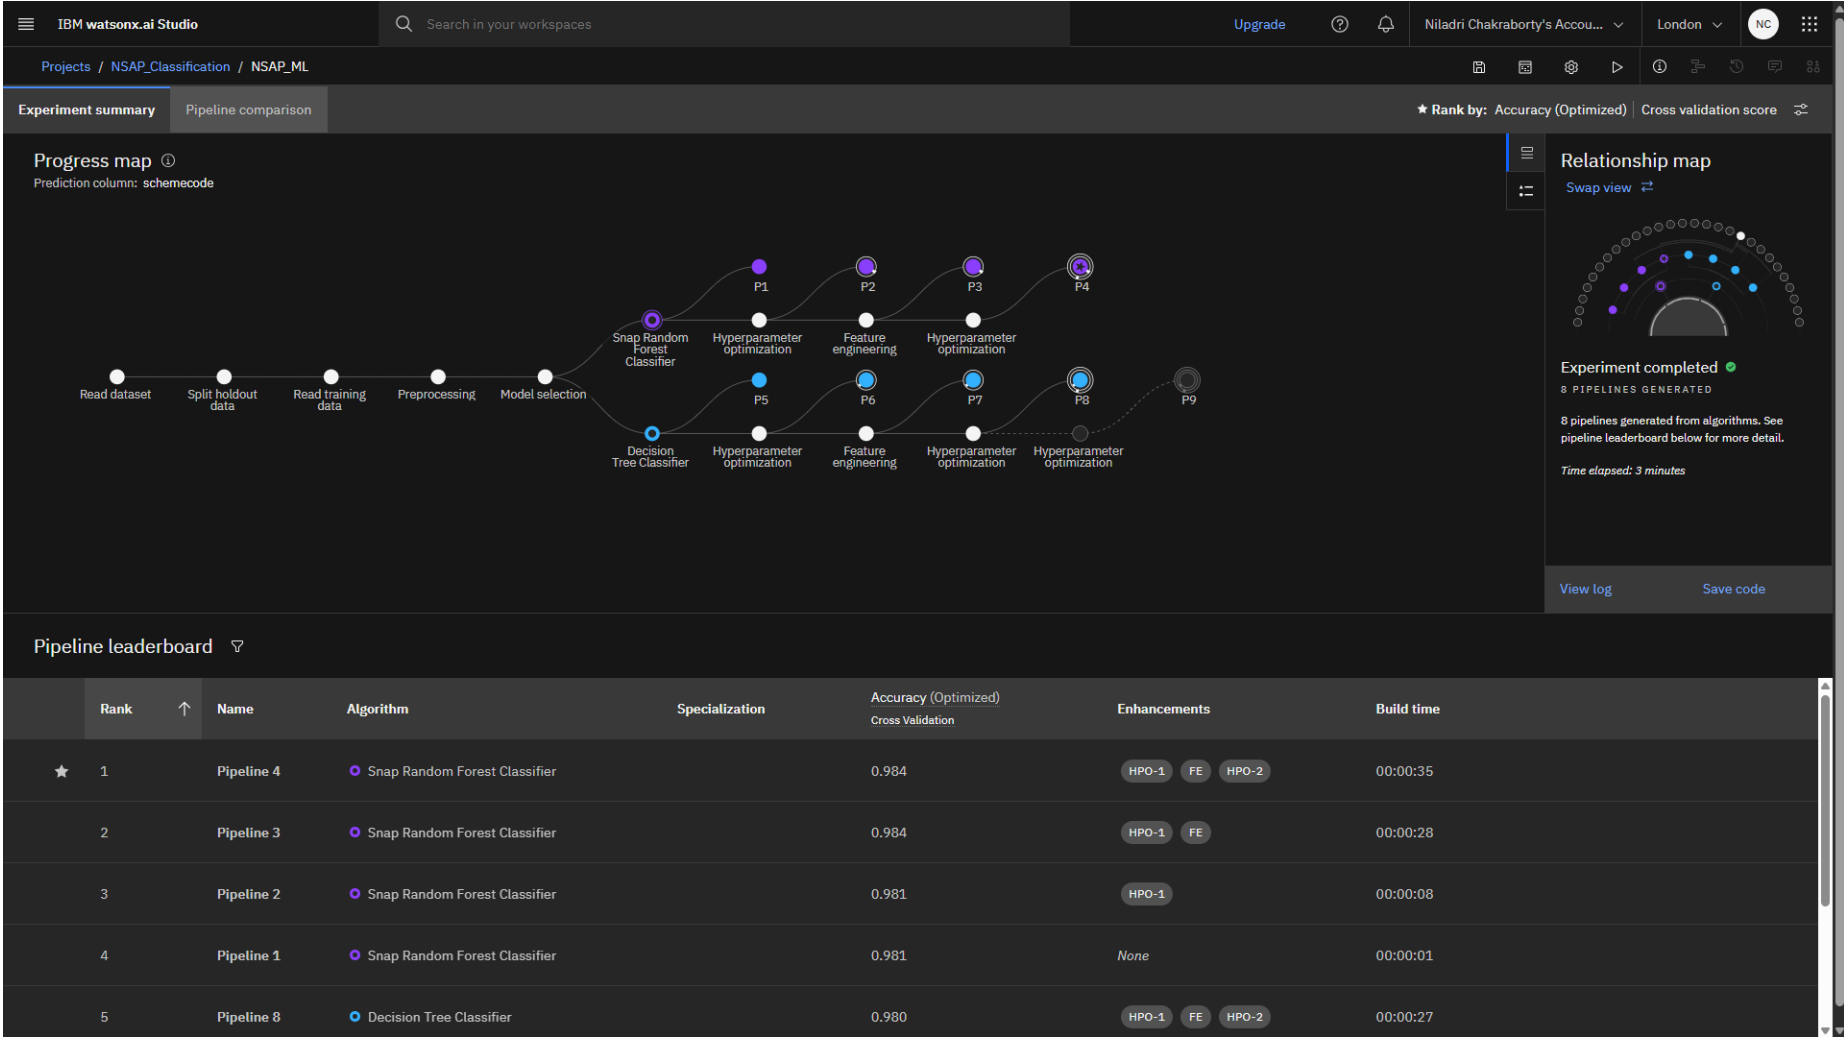 IBM watsonx.ai Studio
Search in your workspaces
Upgrade
Niladri Chakraborty's Accou...
London
NC
Projects / NSAP_Classification / NSAP_ML
Experiment summary
Pipeline comparison
Rank by: Accuracy (Optimized) | Cross validation score
Progress map
Prediction column: schemecode
P1
P2
P3
P4
Snap Random
Forest
Classifier
Hyperparameter
optimization
Feature
engineering
Hyperparameter
optimization
Read dataset
Split holdout
data
Read training
data
Preprocessing
Model selection
P5
P6
P7
P8
P9
Decision
Tree Classifier
Hyperparameter
optimization
Feature
engineering
Hyperparameter
optimization
Hyperparameter
optimization
Relationship map
Swap view
Experiment completed
8 PIPELINES GENERATED
8 pipelines generated from algorithms. See
pipeline leaderboard below for more detail.
Time elapsed: 3 minutes
View log
Save code
Pipeline leaderboard
Rank Name Algorithm Specialization Accuracy (Optimized) Cross Validation Enhancements Build time
1 Pipeline 4 Snap Random Forest Classifier 0.984 HPO-1 FE HPO-2 00:00:35
2 Pipeline 3 Snap Random Forest Classifier 0.984 HPO-1 FE 00:00:28
3 Pipeline 2 Snap Random Forest Classifier 0.981 HPO-1 00:00:08
4 Pipeline 1 Snap Random Forest Classifier 0.981 None 00:00:01
5 Pipeline 8 Decision Tree Classifier 0.980 HPO-1 FE HPO-2 00:00:27